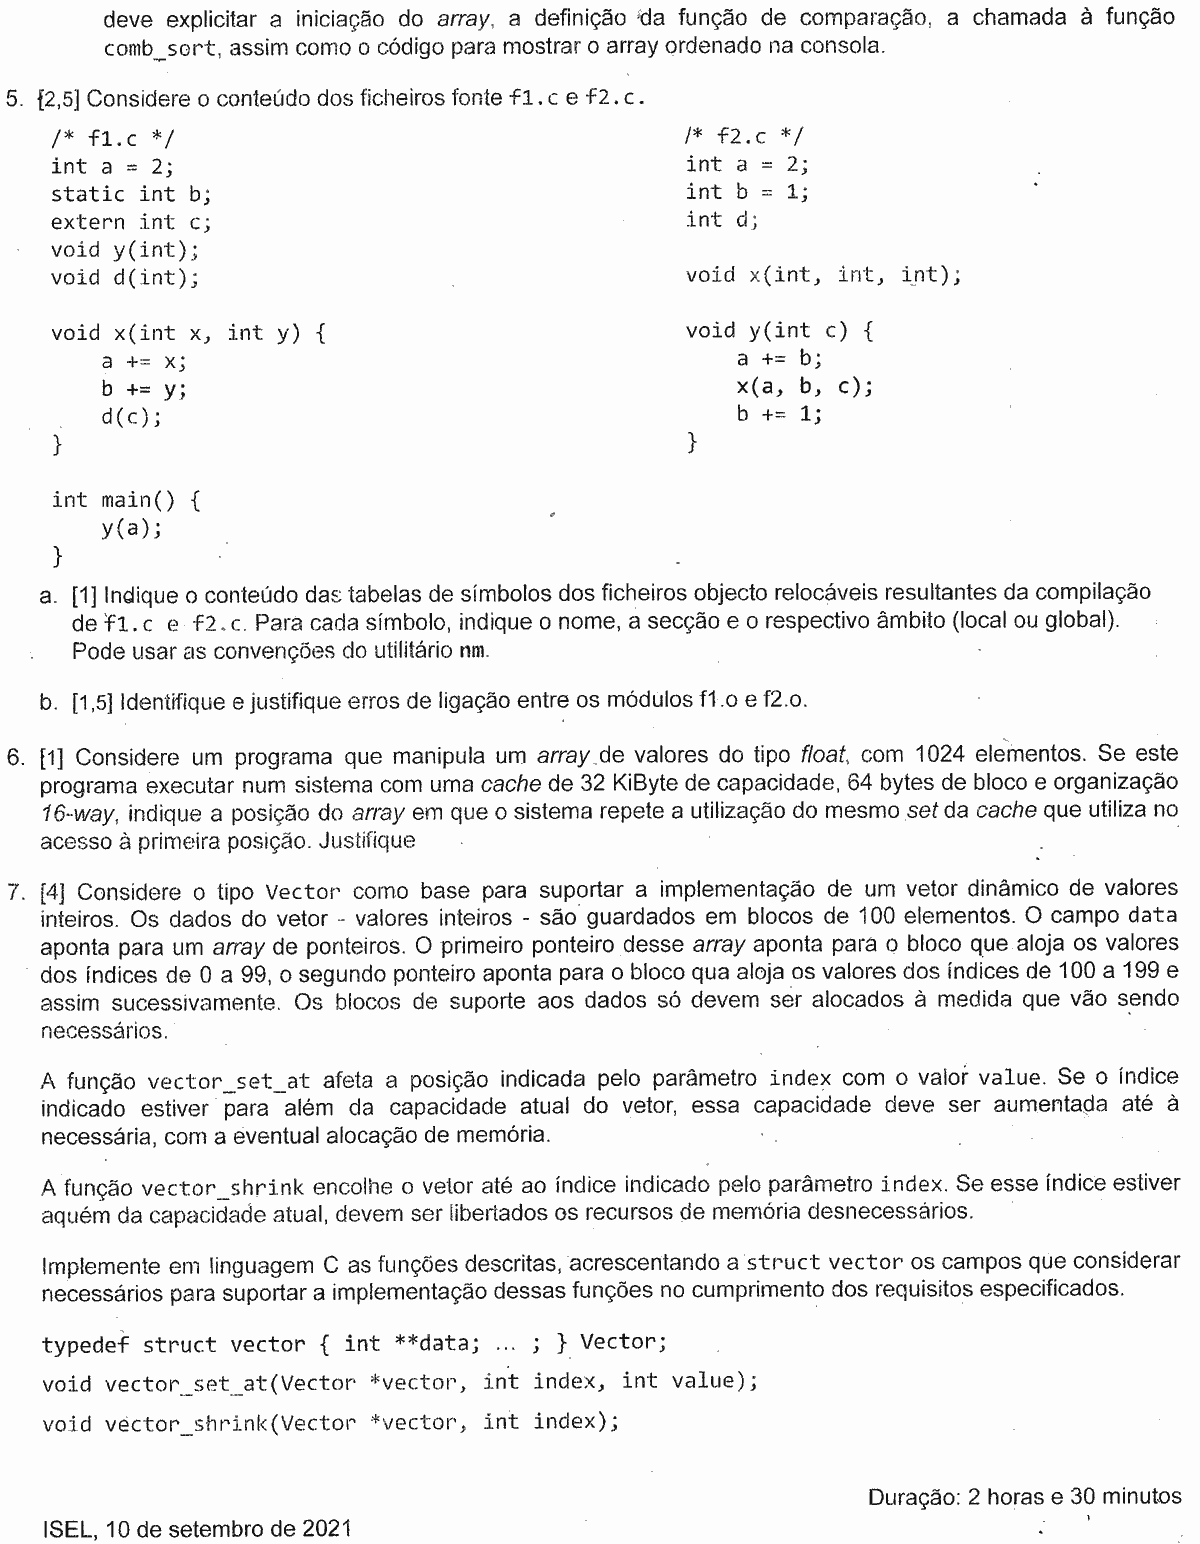 deve explicitar a iniciação do array, a definição da função de comparação, a chamada à função
comb_sort, assim como o código para mostrar o array ordenado na consola.
5. [2,5] Considere o conteúdo dos ficheiros fonte f1.c e f2.c.
/* f1.c */
int a = 2;
static int b;
extern int c;
void y(int);
void d(int);
void x(int x, int y) {
a += x;
b += y;
d(c);
}
int main() {
y(a);
}
/* f2.c */
int a = 2;
int b = 1;
int d;
void x(int, int, int);
void y(int c) {
a += b;
x(a, b, c);
b += 1;
}
a. [1] Indique o conteúdo das tabelas de símbolos dos ficheiros objecto relocáveis resultantes da compilação
de f1.c e f2.c. Para cada símbolo, indique o nome, a secção e o respectivo âmbito (local ou global).
Pode usar as convenções do utilitário nm.
b. [1,5] Identifique e justifique erros de ligação entre os módulos f1.o e f2.o.
6. [1] Considere um programa que manipula um array de valores do tipo float, com 1024 elementos. Se este
programa executar num sistema com uma cache de 32 KiByte de capacidade, 64 bytes de bloco e organização
16-way, indique a posição do array em que o sistema repete a utilização do mesmo set da cache que utiliza no
acesso à primeira posição. Justifique
7. [4] Considere o tipo Vector como base para suportar a implementação de um vetor dinâmico de valores
inteiros. Os dados do vetor - valores inteiros - são guardados em blocos de 100 elementos. O campo data
aponta para um array de ponteiros. O primeiro ponteiro desse array aponta para o bloco que aloja os valores
dos índices de 0 a 99, o segundo ponteiro aponta para o bloco qua aloja os valores dos índices de 100 a 199 e
assim sucessivamente. Os blocos de suporte aos dados só devem ser alocados à medida que vão sendo
necessários.
A função vector_set_at afeta a posição indicada pelo parâmetro index com o valor value. Se o índice
indicado estiver para além da capacidade atual do vetor, essa capacidade deve ser aumentada até à
necessária, com a eventual alocação de memória.
A função vector_shrink encolhe o vetor até ao índice indicado pelo parâmetro index. Se esse índice estiver
aquém da capacidade atual, devem ser libertados os recursos de memória desnecessários.
Implemente em linguagem C as funções descritas, acrescentando a struct vector os campos que considerar
necessários para suportar a implementação dessas funções no cumprimento dos requisitos especificados.
typedef struct vector { int **data; ... ; } Vector;
void vector_set_at(Vector *vector, int index, int value);
void vector_shrink(Vector *vector, int index);
Duração: 2 horas e 30 minutos
ISEL, 10 de setembro de 2021